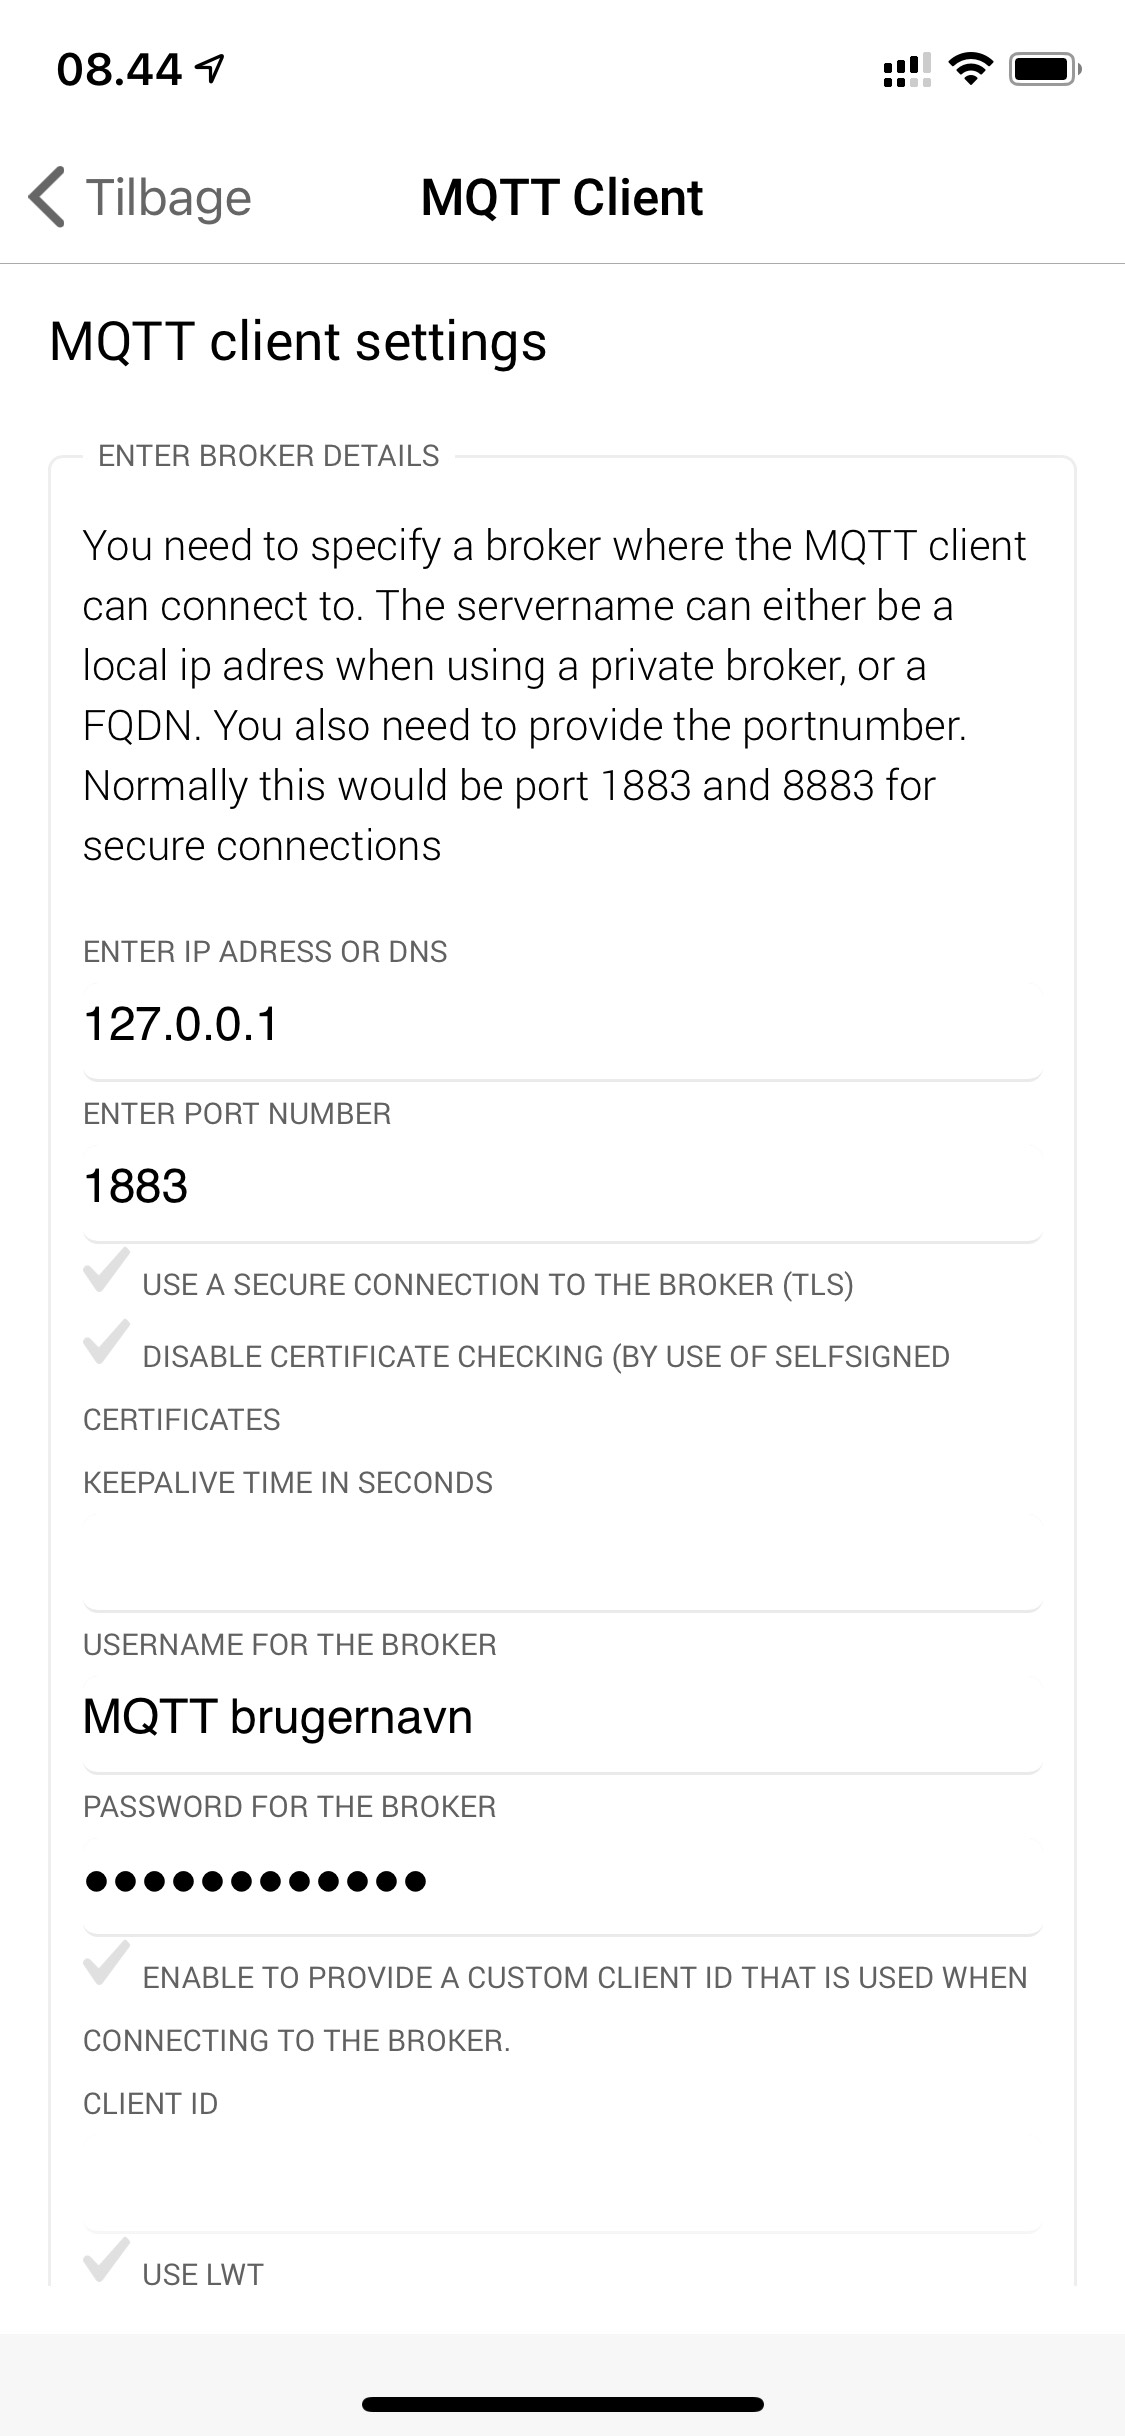 08.44
Tilbage
MQTT Client
MQTT client settings
ENTER BROKER DETAILS
You need to specify a broker where the MQTT client
can connect to. The servername can either be a
local ip adres when using a private broker, or a
FQDN. You also need to provide the portnumber.
Normally this would be port 1883 and 8883 for
secure connections
ENTER IP ADRESS OR DNS
127.0.0.1
ENTER PORT NUMBER
1883
USE A SECURE CONNECTION TO THE BROKER (TLS)
DISABLE CERTIFICATE CHECKING (BY USE OF SELFSIGNED
CERTIFICATES
KEEPALIVE TIME IN SECONDS
USERNAME FOR THE BROKER
MQTT brugernavn
PASSWORD FOR THE BROKER
●●●●●●●●●●●●
ENABLE TO PROVIDE A CUSTOM CLIENT ID THAT IS USED WHEN
CONNECTING TO THE BROKER.
CLIENT ID
USE LWT